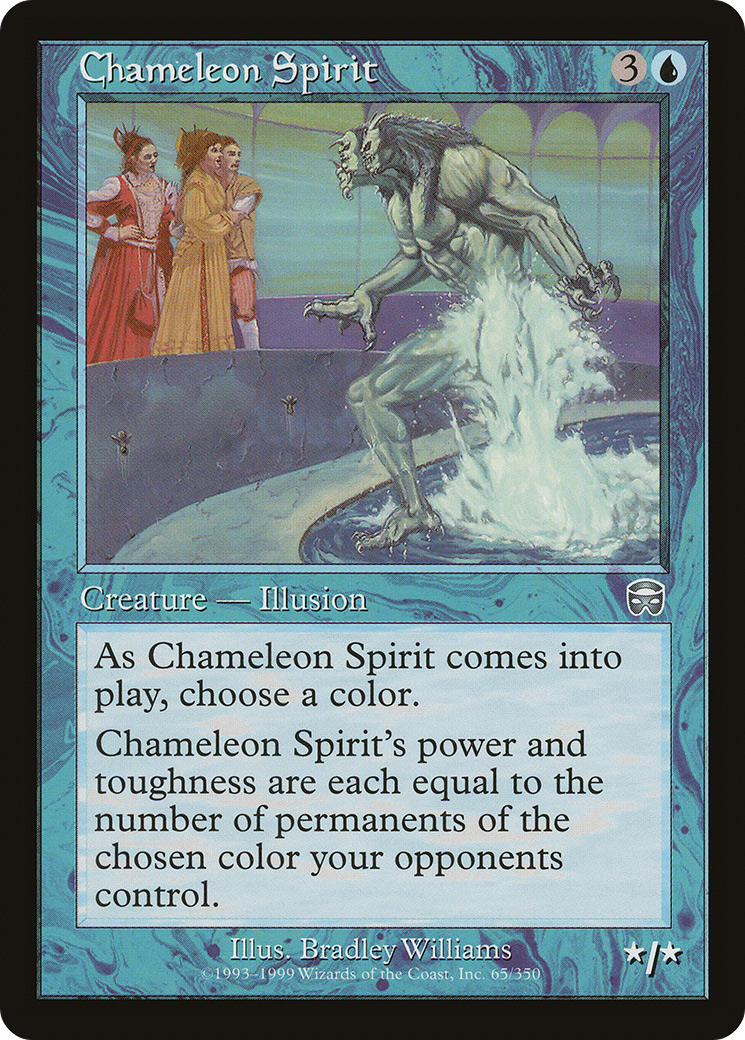 Chameleon Spirit 3
Creature — Illusion
As Chameleon Spirit comes into
play, choose a color.
Chameleon Spirit's power and
toughness are each equal to the
number of permanents of the
chosen color your opponents
control.
Illus. Bradley Williams
©1993–1999 Wizards of the Coast, Inc. 65/350
★/★